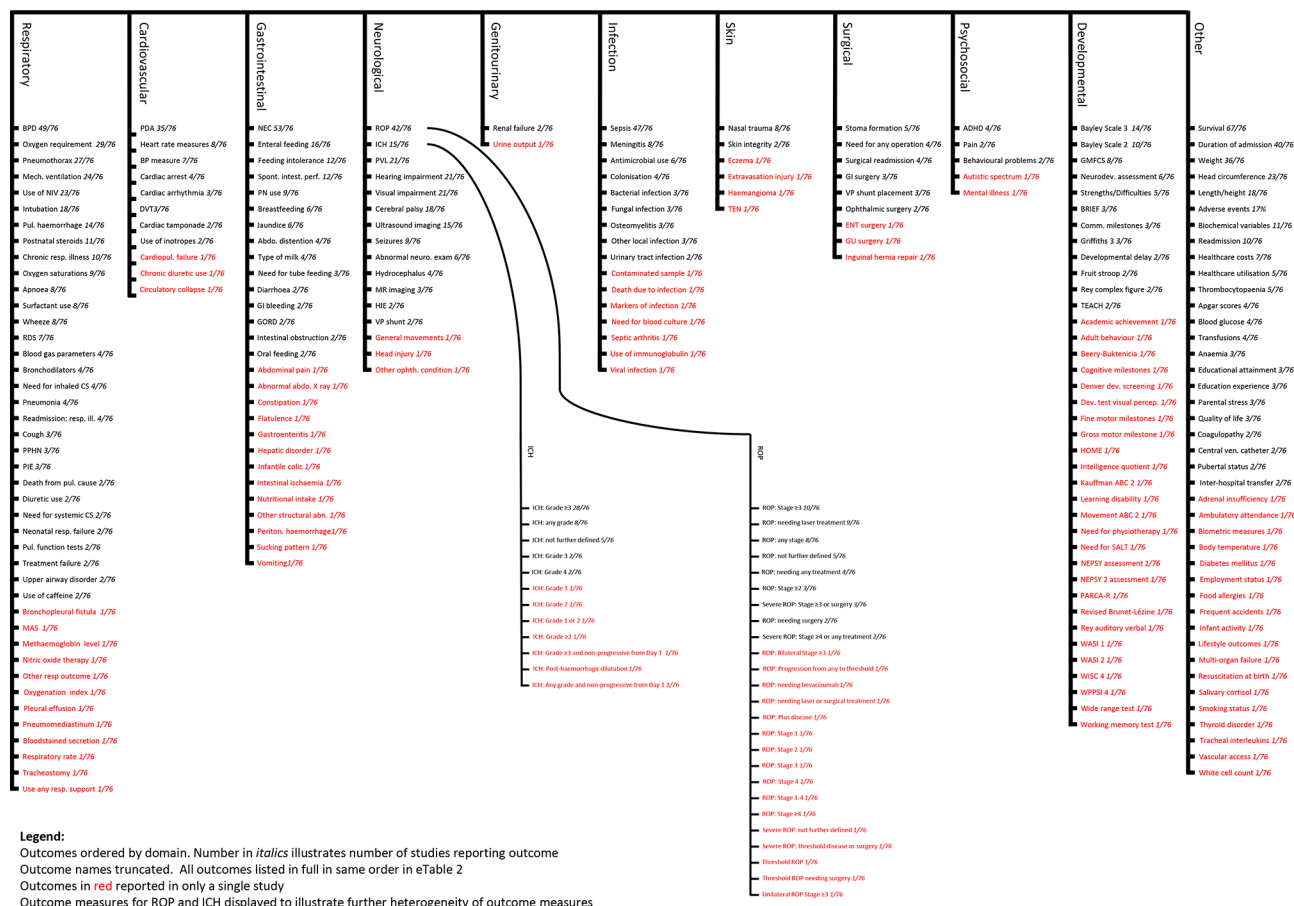 Respiratory
BPD 49/76
Oxygen requirement 29/76
Pneumothorax 27/76
Mech. ventilation 24/76
Use of NIV 23/76
Intubation 18/76
Pul. haemorrhage 14/76
Postnatal steroids 11/76
Chronic resp. illness 10/76
Oxygen saturations 9/76
Apnoea 8/76
Surfactant use 8/76
Wheeze 8/76
RDS 7/76
Blood gas parameters 4/76
Bronchodilators 4/76
Need for inhaled CS 4/76
Pneumonia 4/76
Readmission: resp. ill. 4/76
Cough 3/76
PPHN 3/76
PIE 3/76
Death from pul. cause 2/76
Diuretic use 2/76
Need for systemic CS 2/76
Neonatal resp. failure 2/76
Pul. function tests 2/76
Treatment failure 2/76
Upper airway disorder 2/76
Use of caffeine 2/76
Bronchopleural fistula 1/76
MAS 1/76
Methaemoglobin level 1/76
Nitric oxide therapy 1/76
Other resp outcome 1/76
Oxygenation index 1/76
Pleural effusion 1/76
Pneumomediastinum 1/76
Bloodstained secretion 1/76
Respiratory rate 1/76
Tracheostomy 1/76
Use any resp. support 1/76
Cardiovascular
PDA 35/76
Heart rate measures 8/76
BP measure 7/76
Cardiac arrest 4/76
Cardiac arrhythmia 3/76
DVT3/76
Cardiac tamponade 2/76
Use of inotropes 2/76
Cardiopul. failure 1/76
Chronic diuretic use 1/76
Circulatory collapse 1/76
Gastrointestinal
NEC 53/76
Enteral feeding 16/76
Feeding intolerance 12/76
Spont. intest. perf. 12/76
PN use 9/76
Breastfeeding 6/76
Jaundice 6/76
Abdo. distention 4/76
Type of milk 4/76
Need for tube feeding 3/76
Diarrhoea 2/76
GI bleeding 2/76
GORD 2/76
Intestinal obstruction 2/76
Oral feeding 2/76
Abdominal pain 1/76
Abnormal abdo. X ray 1/76
Constipation 1/76
Flatulence 1/76
Gastroenteritis 1/76
Hepatic disorder 1/76
Infantile colic 1/76
Intestinal ischaemia 1/76
Nutritional intake 1/76
Other structural abn. 1/76
Periton. haemorrhage1/76
Sucking pattern 1/76
Vomiting1/76
Neurological
ROP 42/76
ICH 15/76
PVL 21/76
Hearing impairment 21/76
Visual impairment 21/76
Cerebral palsy 18/76
Ultrasound imaging 15/76
Seizures 9/76
Abnormal neuro. exam 6/76
Hydrocephalus 4/76
MR imaging 3/76
HIE 2/76
VP shunt 2/76
General movements 1/76
Head injury 1/76
Other ophth. condition 1/76
Genitourinary
Renal failure 2/76
Urine output 1/76
Infection
Sepsis 47/76
Meningitis 8/76
Antimicrobial use 6/76
Colonisation 4/76
Bacterial infection 3/76
Fungal infection 3/76
Osteomyelitis 3/76
Other local infection 3/76
Urinary tract infection 2/76
Contaminated sample 1/76
Death due to infection 1/76
Markers of infection 1/76
Need for blood culture 1/76
Septic arthritis 1/76
Use of immunoglobulin 1/76
Viral infection 1/76
Skin
Nasal trauma 8/76
Skin integrity 2/76
Eczema 1/76
Extravasation injury 1/76
Haemangioma 1/76
TEN 1/76
Surgical
Stoma formation 5/76
Need for any operation 4/76
Surgical readmission 4/76
GI surgery 3/76
VP shunt placement 3/76
Ophthalmic surgery 2/76
ENT surgery 1/76
GU surgery 1/76
Inguinal hernia repair 1/76
Psychosocial
ADHD 4/76
Pain 2/76
Behavioural problems 2/76
Autistic spectrum 1/76
Mental illness 1/76
Developmental
Bayley Scale 3 14/76
Bayley Scale 2 10/76
GMFCS 8/76
Neurodev. assessment 6/76
Strengths/Difficulties 5/76
BRIEF 3/76
Comm. milestones 3/76
Griffiths 3 3/76
Developmental delay 2/76
Fruit stroop 2/76
Rey complex figure 2/76
TEACH 2/76
Academic achievement 1/76
Adult behaviour 1/76
Beery-Buktenicia 1/76
Cognitive milestones 1/76
Denver dev. screening 1/76
Dev. test visual percep. 1/76
Fine motor milestones 1/76
Gross motor milestone 1/76
HOME 1/76
Intelligence quotient 1/76
Kauffman ABC 2 1/76
Learning disability 1/76
Movement ABC 2 1/76
Need for physiotherapy 1/76
Need for SALT 1/76
NEPSY assessment 1/76
NEPSY 2 assessment 1/76
PARCA-R 1/76
Revised Brunet-Lézine 1/76
Rey auditory verbal 1/76
WASI 1 1/76
WASI 2 1/76
WISC 4 1/76
WPPSI 4 1/76
Wide range test 1/76
Working memory test 1/76
Other
Survival 67/76
Duration of admission 40/76
Weight 36/76
Head circumference 23/76
Length/height 18/76
Adverse events 17%
Biochemical variables 11/76
Readmission 10/76
Healthcare costs 7/76
Healthcare utilisation 5/76
Thrombocytopaenia 5/76
Apgar scores 4/76
Blood glucose 4/76
Transfusions 4/76
Anaemia 3/76
Educational attainment 3/76
Education experience 3/76
Parental stress 3/76
Quality of life 3/76
Coagulopathy 2/76
Central ven. catheter 2/76
Pubertal status 2/76
Inter-hospital transfer 2/76
Adrenal insufficiency 1/76
Ambulatory attendance 1/76
Biometric measures 1/76
Body temperature 1/76
Diabetes mellitus 1/76
Employment status 1/76
Food allergies 1/76
Frequent accidents 1/76
Infant activity 1/76
Lifestyle outcomes 1/76
Multi-organ failure 1/76
Resuscitation at birth 1/76
Salivary cortisol 1/76
Smoking status 1/76
Thyroid disorder 1/76
Tracheal interleukins 1/76
Vascular access 1/76
White cell count 1/76
ICH
ICH: Grade ≥3 28/76
ICH: any grade 8/76
ICH: not further defined 5/76
ICH: Grade 3 2/76
ICH: Grade 4 2/76
ICH: Grade 1 1/76
ICH: Grade 2 1/76
ICH: Grade 1 or 2 1/76
ICH: Grade ≥2 1/76
ICH: Grade ≥3 and non-progressive from Day 1 1/76
ICH: Post-haemorrhagic dilatation 1/76
ICH: Any grade and non-progressive from Day 1 1/76
ROP
ROP: Stage ≥3 10/76
ROP: needing laser treatment 9/76
ROP: any stage 8/76
ROP: not further defined 5/76
ROP: needing any treatment 4/76
ROP: Stage ≥2 3/76
Severe ROP: Stage ≥3 or surgery 3/76
ROP: needing surgery 2/76
Severe ROP: Stage ≥4 or any treatment 2/76
ROP: Bilateral Stage ≥3 1/76
ROP: Progression from any to threshold 1/76
ROP: needing bevacizumab 1/76
ROP: needing laser or surgical treatment 1/76
ROP: Plus disease 1/76
ROP: Stage 1 1/76
ROP: Stage 2 1/76
ROP: Stage 3 1/76
ROP: Stage 4 1/76
ROP: Stage 1-4 1/76
ROP: Stage ≥4 1/76
Severe ROP: not further defined 1/76
Severe ROP: threshold disease or surgery 1/76
Threshold ROP 1/76
Threshold ROP needing surgery 1/76
Unilateral ROP Stage ≥3 1/76
Legend:
Outcomes ordered by domain. Number in italics illustrates number of studies reporting outcome
Outcome names truncated. All outcomes listed in full in same order in eTable 2
Outcomes in red reported in only a single study
Outcome measures for ROP and ICH displayed to illustrate further heterogeneity of outcome measures